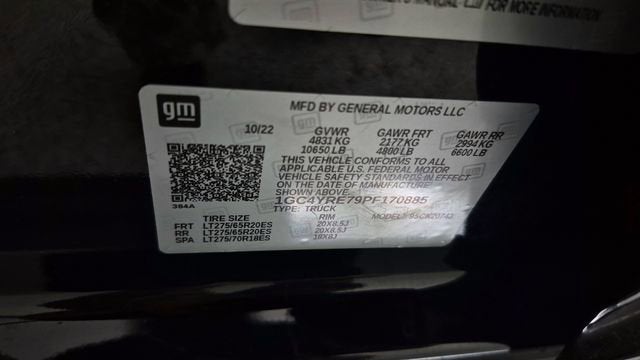 MANUAL
LBI FOR MORE INFORMATION
gm
MFD BY GENERAL MOTORS LLC
10/22 GVWR GAWR FRT GAWR RR
4831 KG 2177 KG 2994 KG
10650 LB 4800 LB 6600 LB
THIS VEHICLE CONFORMS TO ALL
APPLICABLE U.S. FEDERAL MOTOR
VEHICLE SAFETY STANDARDS IN EFFECT
ON THE DATE OF MANUFACTURE
SHOWN ABOVE.
384A
1GC4YRE79PF170885
TYPE: TRUCK
TIRE SIZE RIM
FRT LT275/65R20ES 20X8.5J
RR LT275/65R20ES 20X8.5J
SPA LT275/70R18ES 18X8J